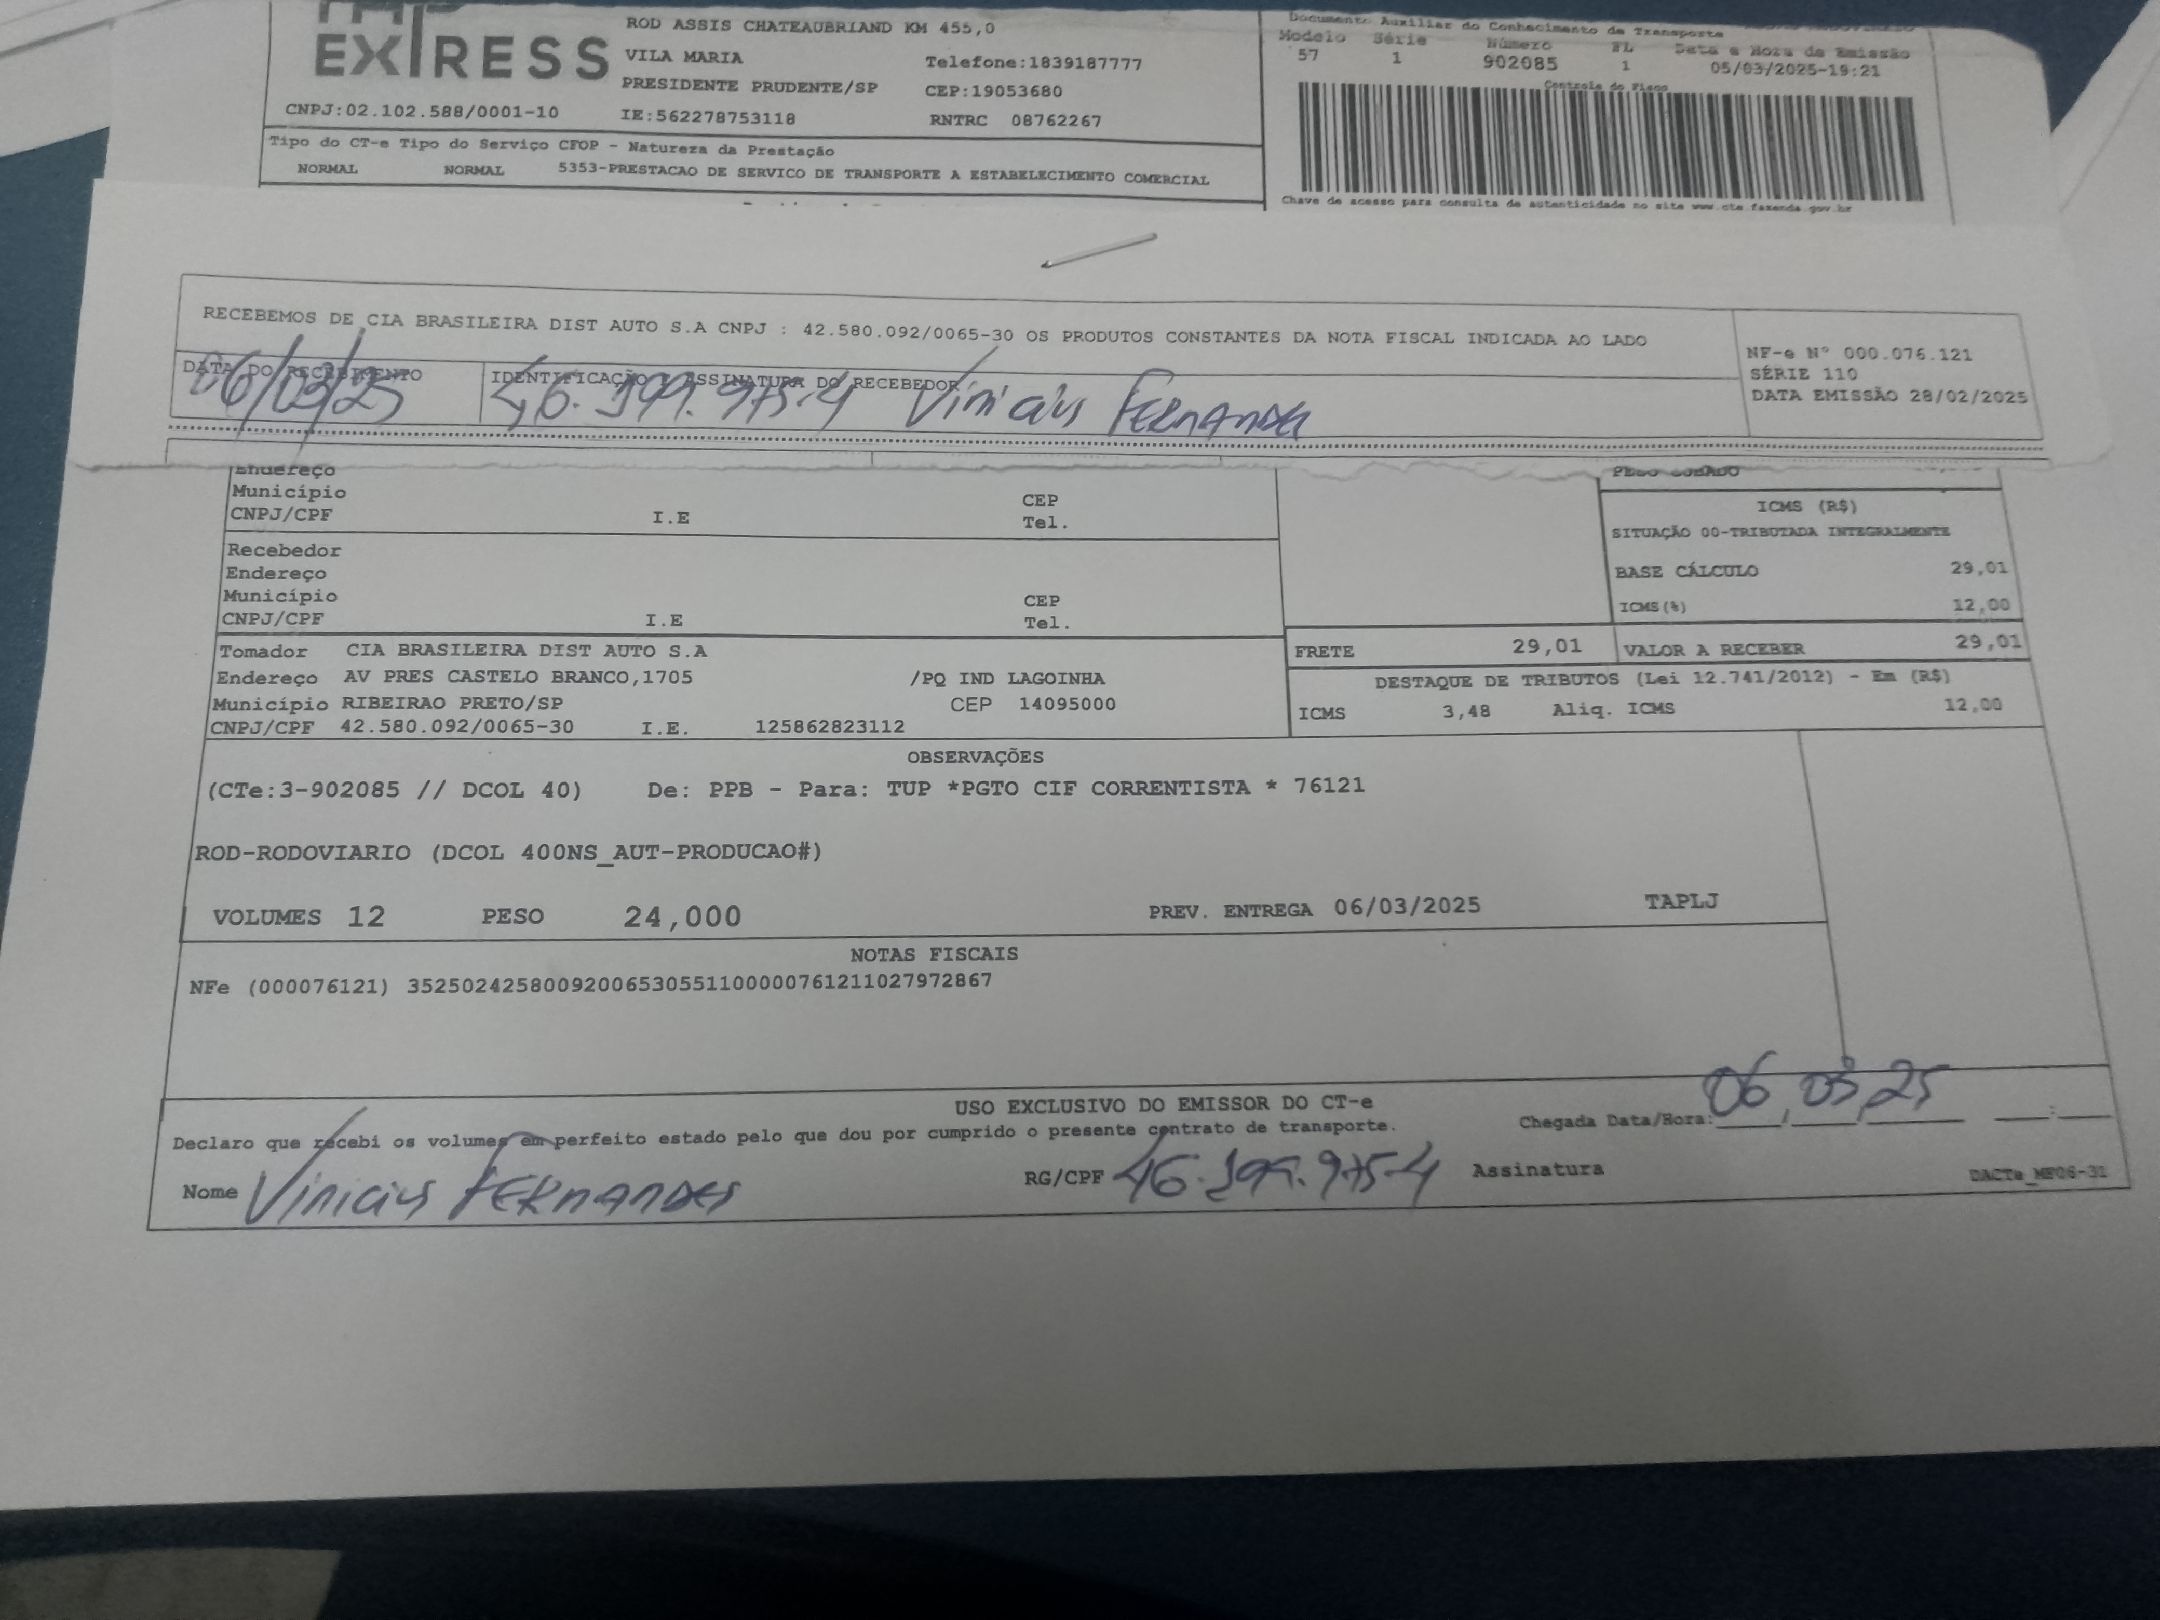 EXPRESS
ROD ASSIS CHATEAUBRIAND KM 455,0
VILA MARIA Telefone:1839187777
PRESIDENTE PRUDENTE/SP CEP:19053680
CNPJ:02.102.588/0001-10 IE:562278753118 RNTRC 08762267
Tipo do CT-e Tipo do Serviço CFOP - Natureza da Prestação
NORMAL NORMAL 5353-PRESTACAO DE SERVICO DE TRANSPORTE A ESTABELECIMENTO COMERCIAL
Documento Auxiliar do Conhecimento de Transporte
Modelo Série Número FL Data e Hora de Emissão
57 1 902085 1 05/03/2025-19:21
Controle do Fisco
Chave de acesso para consulta de autenticidade no site www.cte.fazenda.gov.br
RECEBEMOS DE CIA BRASILEIRA DIST AUTO S.A CNPJ : 42.580.092/0065-30 OS PRODUTOS CONSTANTES DA NOTA FISCAL INDICADA AO LADO
DATA DO RECEBIMENTO IDENTIFICAÇÃO E ASSINATURA DO RECEBEDOR
06/03/25 46.399.975-4 Vinicius FERNANDES
NF-e N° 000.076.121
SÉRIE 110
DATA EMISSÃO 28/02/2025
Endereço
Município CEP
CNPJ/CPF I.E Tel.
Recebedor
Endereço
Município CEP
CNPJ/CPF I.E Tel.
PESO CUBADO
ICMS (R$)
SITUAÇÃO 00-TRIBUTADA INTEGRALMENTE
BASE CÁLCULO 29,01
ICMS(%) 12,00
Tomador CIA BRASILEIRA DIST AUTO S.A
Endereço AV PRES CASTELO BRANCO,1705 /PQ IND LAGOINHA
Município RIBEIRAO PRETO/SP CEP 14095000
CNPJ/CPF 42.580.092/0065-30 I.E. 125862823112
FRETE 29,01 VALOR A RECEBER 29,01
DESTAQUE DE TRIBUTOS (Lei 12.741/2012) - Em (R$)
ICMS 3,48 Aliq. ICMS 12,00
OBSERVAÇÕES
(CTe:3-902085 // DCOL 40) De: PPB - Para: TUP *PGTO CIF CORRENTISTA * 76121
ROD-RODOVIARIO (DCOL 400NS_AUT-PRODUCAO#)
VOLUMES 12 PESO 24,000 PREV. ENTREGA 06/03/2025 TAPLJ
NOTAS FISCAIS
NFe (000076121) 35250242580092006530551100000761211027972867
USO EXCLUSIVO DO EMISSOR DO CT-e
Declaro que recebi os volumes em perfeito estado pelo que dou por cumprido o presente contrato de transporte.
Chegada Data/Hora: 06/03/25 __:__
Nome Vinicius FERNANDES RG/CPF 46.399.975-4 Assinatura
DACTe_MF06-31